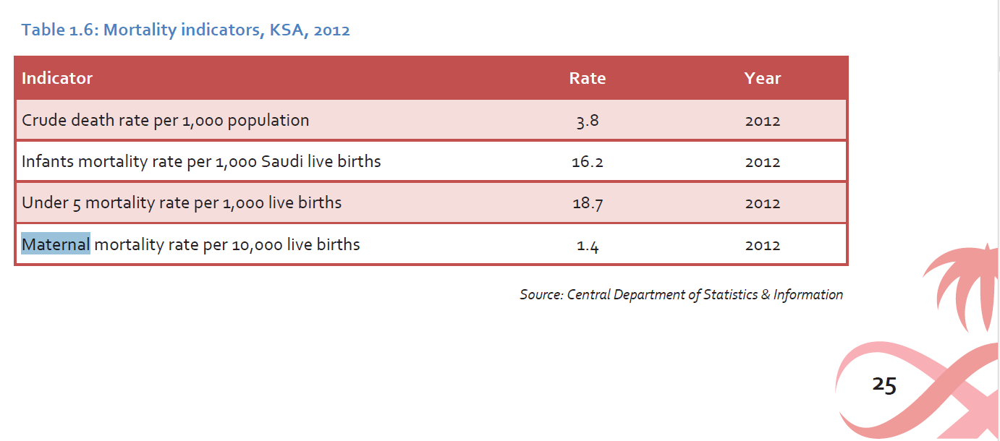 Table 1.6: Mortality indicators, KSA, 2012
Indicator Rate Year
Crude death rate per 1,000 population 3.8 2012
Infants mortality rate per 1,000 Saudi live births 16.2 2012
Under 5 mortality rate per 1,000 live births 18.7 2012
Maternal mortality rate per 10,000 live births 1.4 2012
Source: Central Department of Statistics & Information
25